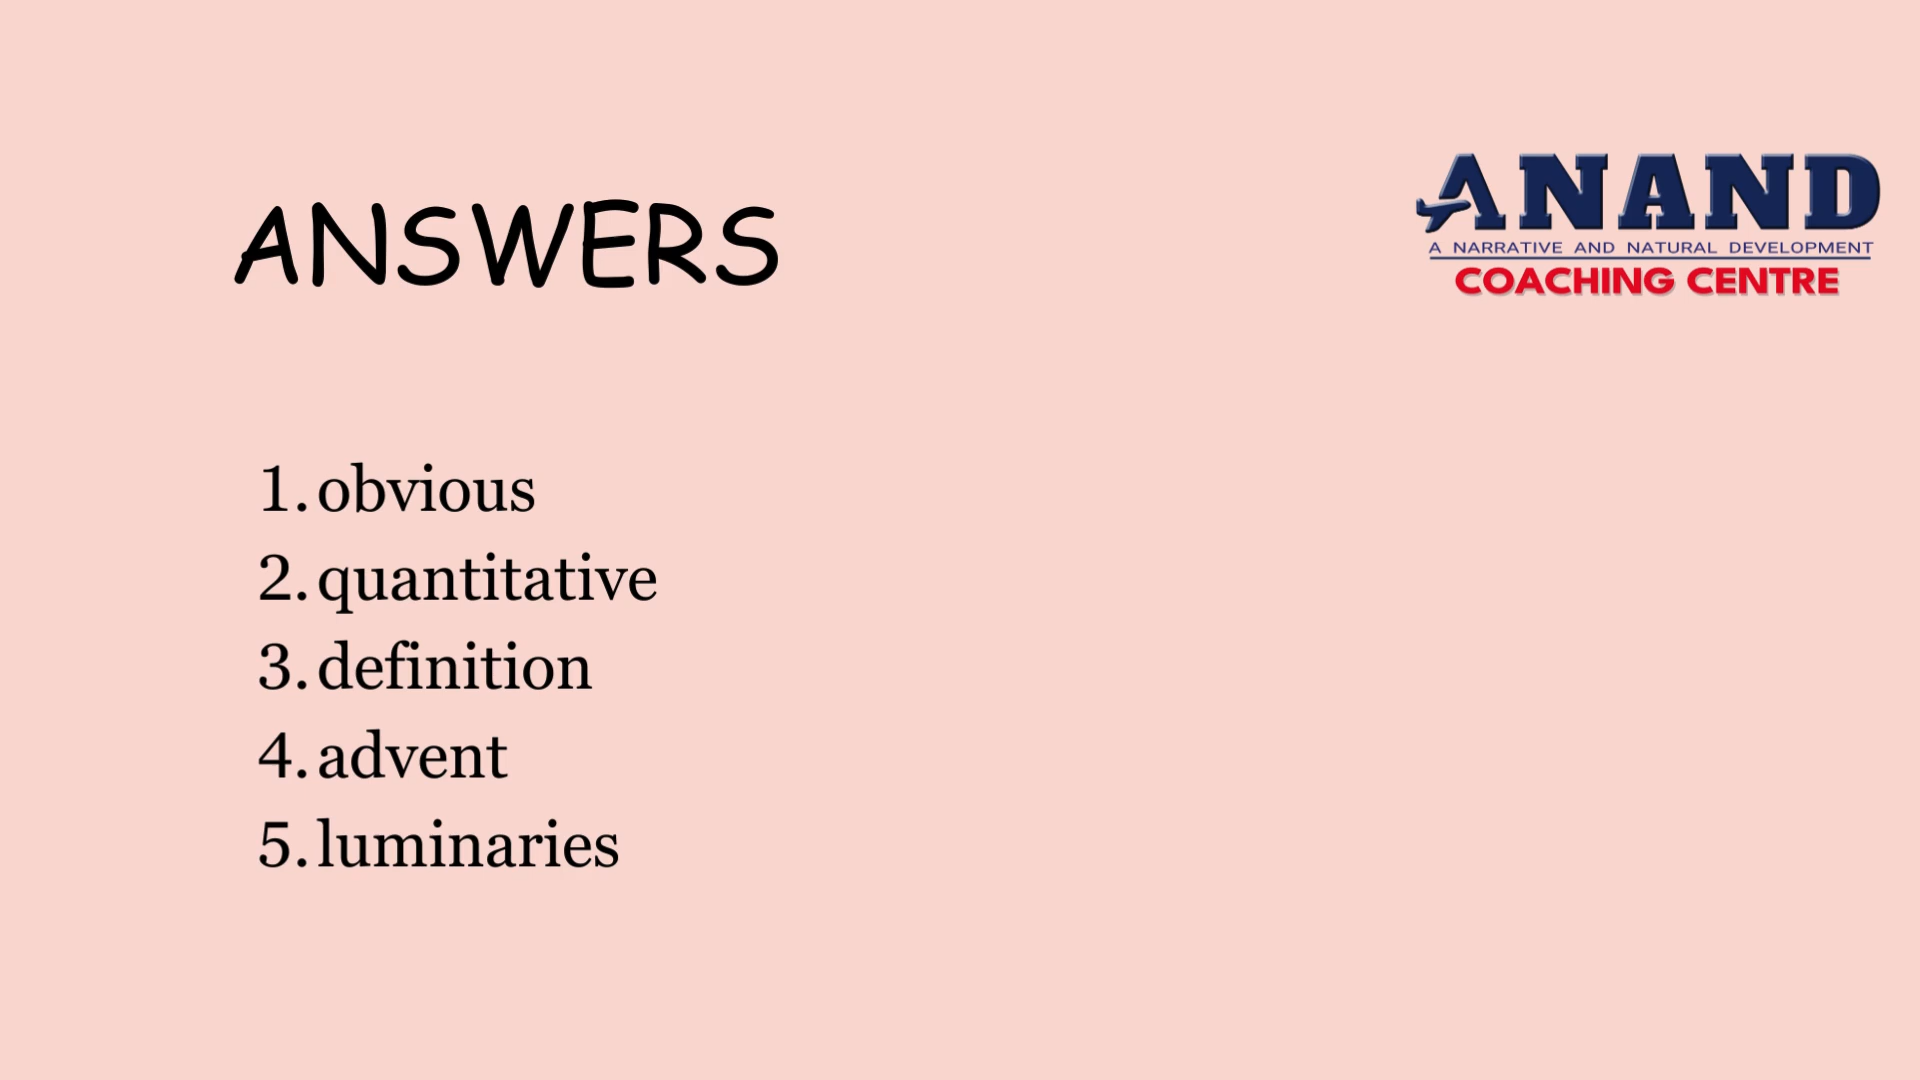 ANSWERS
ANAND
A NARRATIVE AND NATURAL DEVELOPMENT
COACHING CENTRE
1. obvious
2. quantitative
3. definition
4. advent
5. luminaries